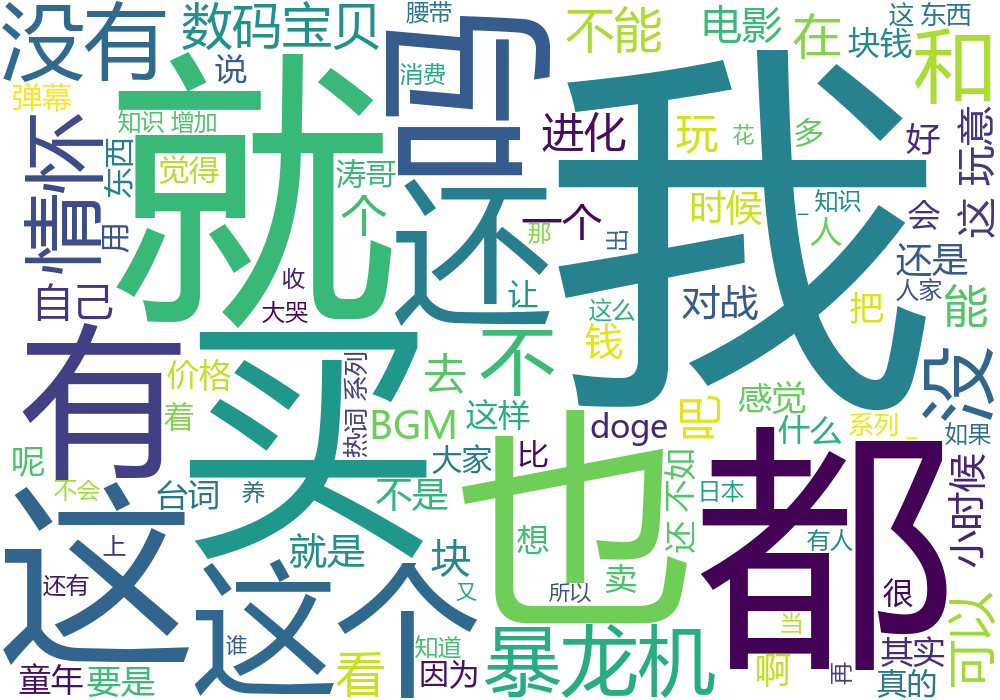 没有
数码宝贝
腰带
不能
电影
在
这 东西
块钱
和
说
吗
消费
弹幕
知识 增加
就
我
进化
玩
花
多
好
这 玩意
情怀
东西
觉得
涛哥
个
还
一个
那
出
时候
_ 知识
人
会
用
自己
收
大哭
让
这么
对战
还是
人家
把
能
有
买
价格
着
热词 系列
去
不
钱
没
BGM
这样
也
doge
吧
感觉
什么
系列 _
如果
都
呢
不会
台词
养
不是
大家
比
还 不如
日本
小时候
这
上
还有
就是
块
想
卖
有人
这个
又
所以
很
可以
谁
知道
当
童年
要是
看
因为
暴龙机
啊
再
其实
真的